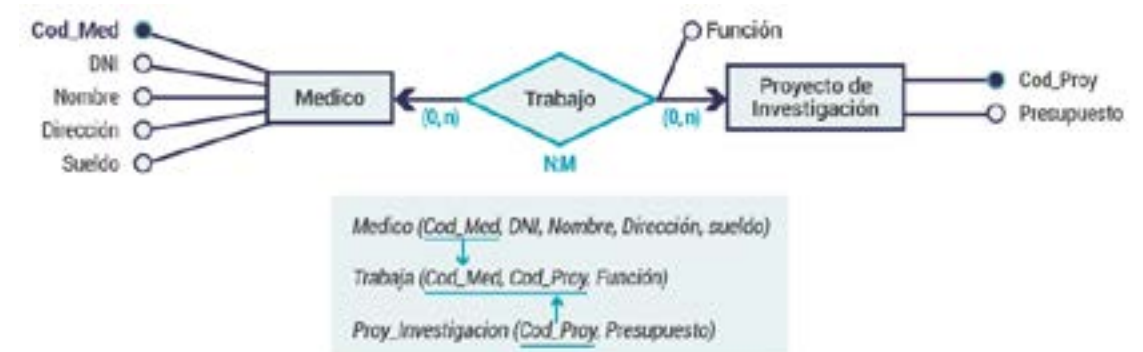 Cod_Med
DNI
Nombre
Dirección
Sueldo
Medico
(0, n)
Trabajo
N:M
Función
(0, n)
Proyecto de
Investigación
Cod_Proy
Presupuesto
Medico (Cod_Med, DNI, Nombre, Dirección, sueldo)
Trabaja (Cod_Med, Cod_Proy, Función)
Proy_Investigacion (Cod_Proy, Presupuesto)